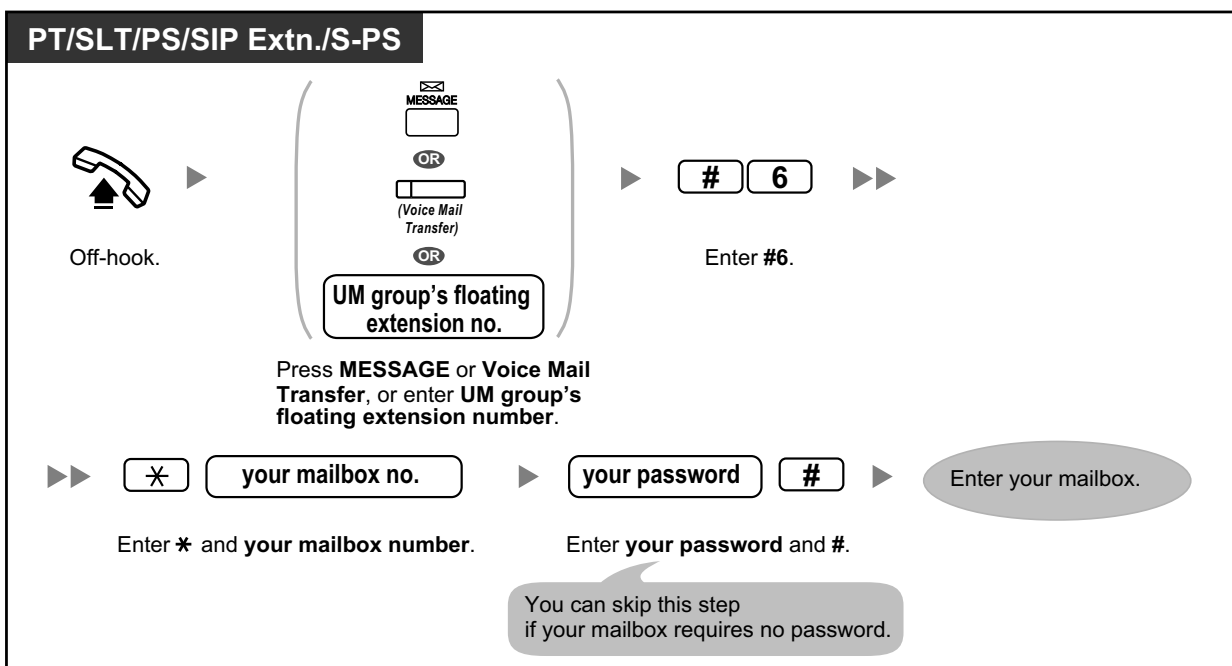 PT/SLT/PS/SIP Extn./S-PS
MESSAGE
OR
(Voice Mail
Transfer)
OR
UM group's floating
extension no.
# 6
Off-hook.
Press MESSAGE or Voice Mail
Transfer, or enter UM group's
floating extension number.
Enter #6.
* your mailbox no.
your password #
Enter your mailbox.
Enter * and your mailbox number.
Enter your password and #.
You can skip this step
if your mailbox requires no password.